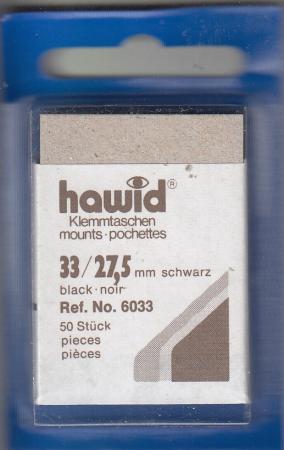 hawid®
Klemmtaschen
mounts·pochettes
33/27,5 mm schwarz
black·noir
Ref. No. 6033
50 Stück
pieces
pièces